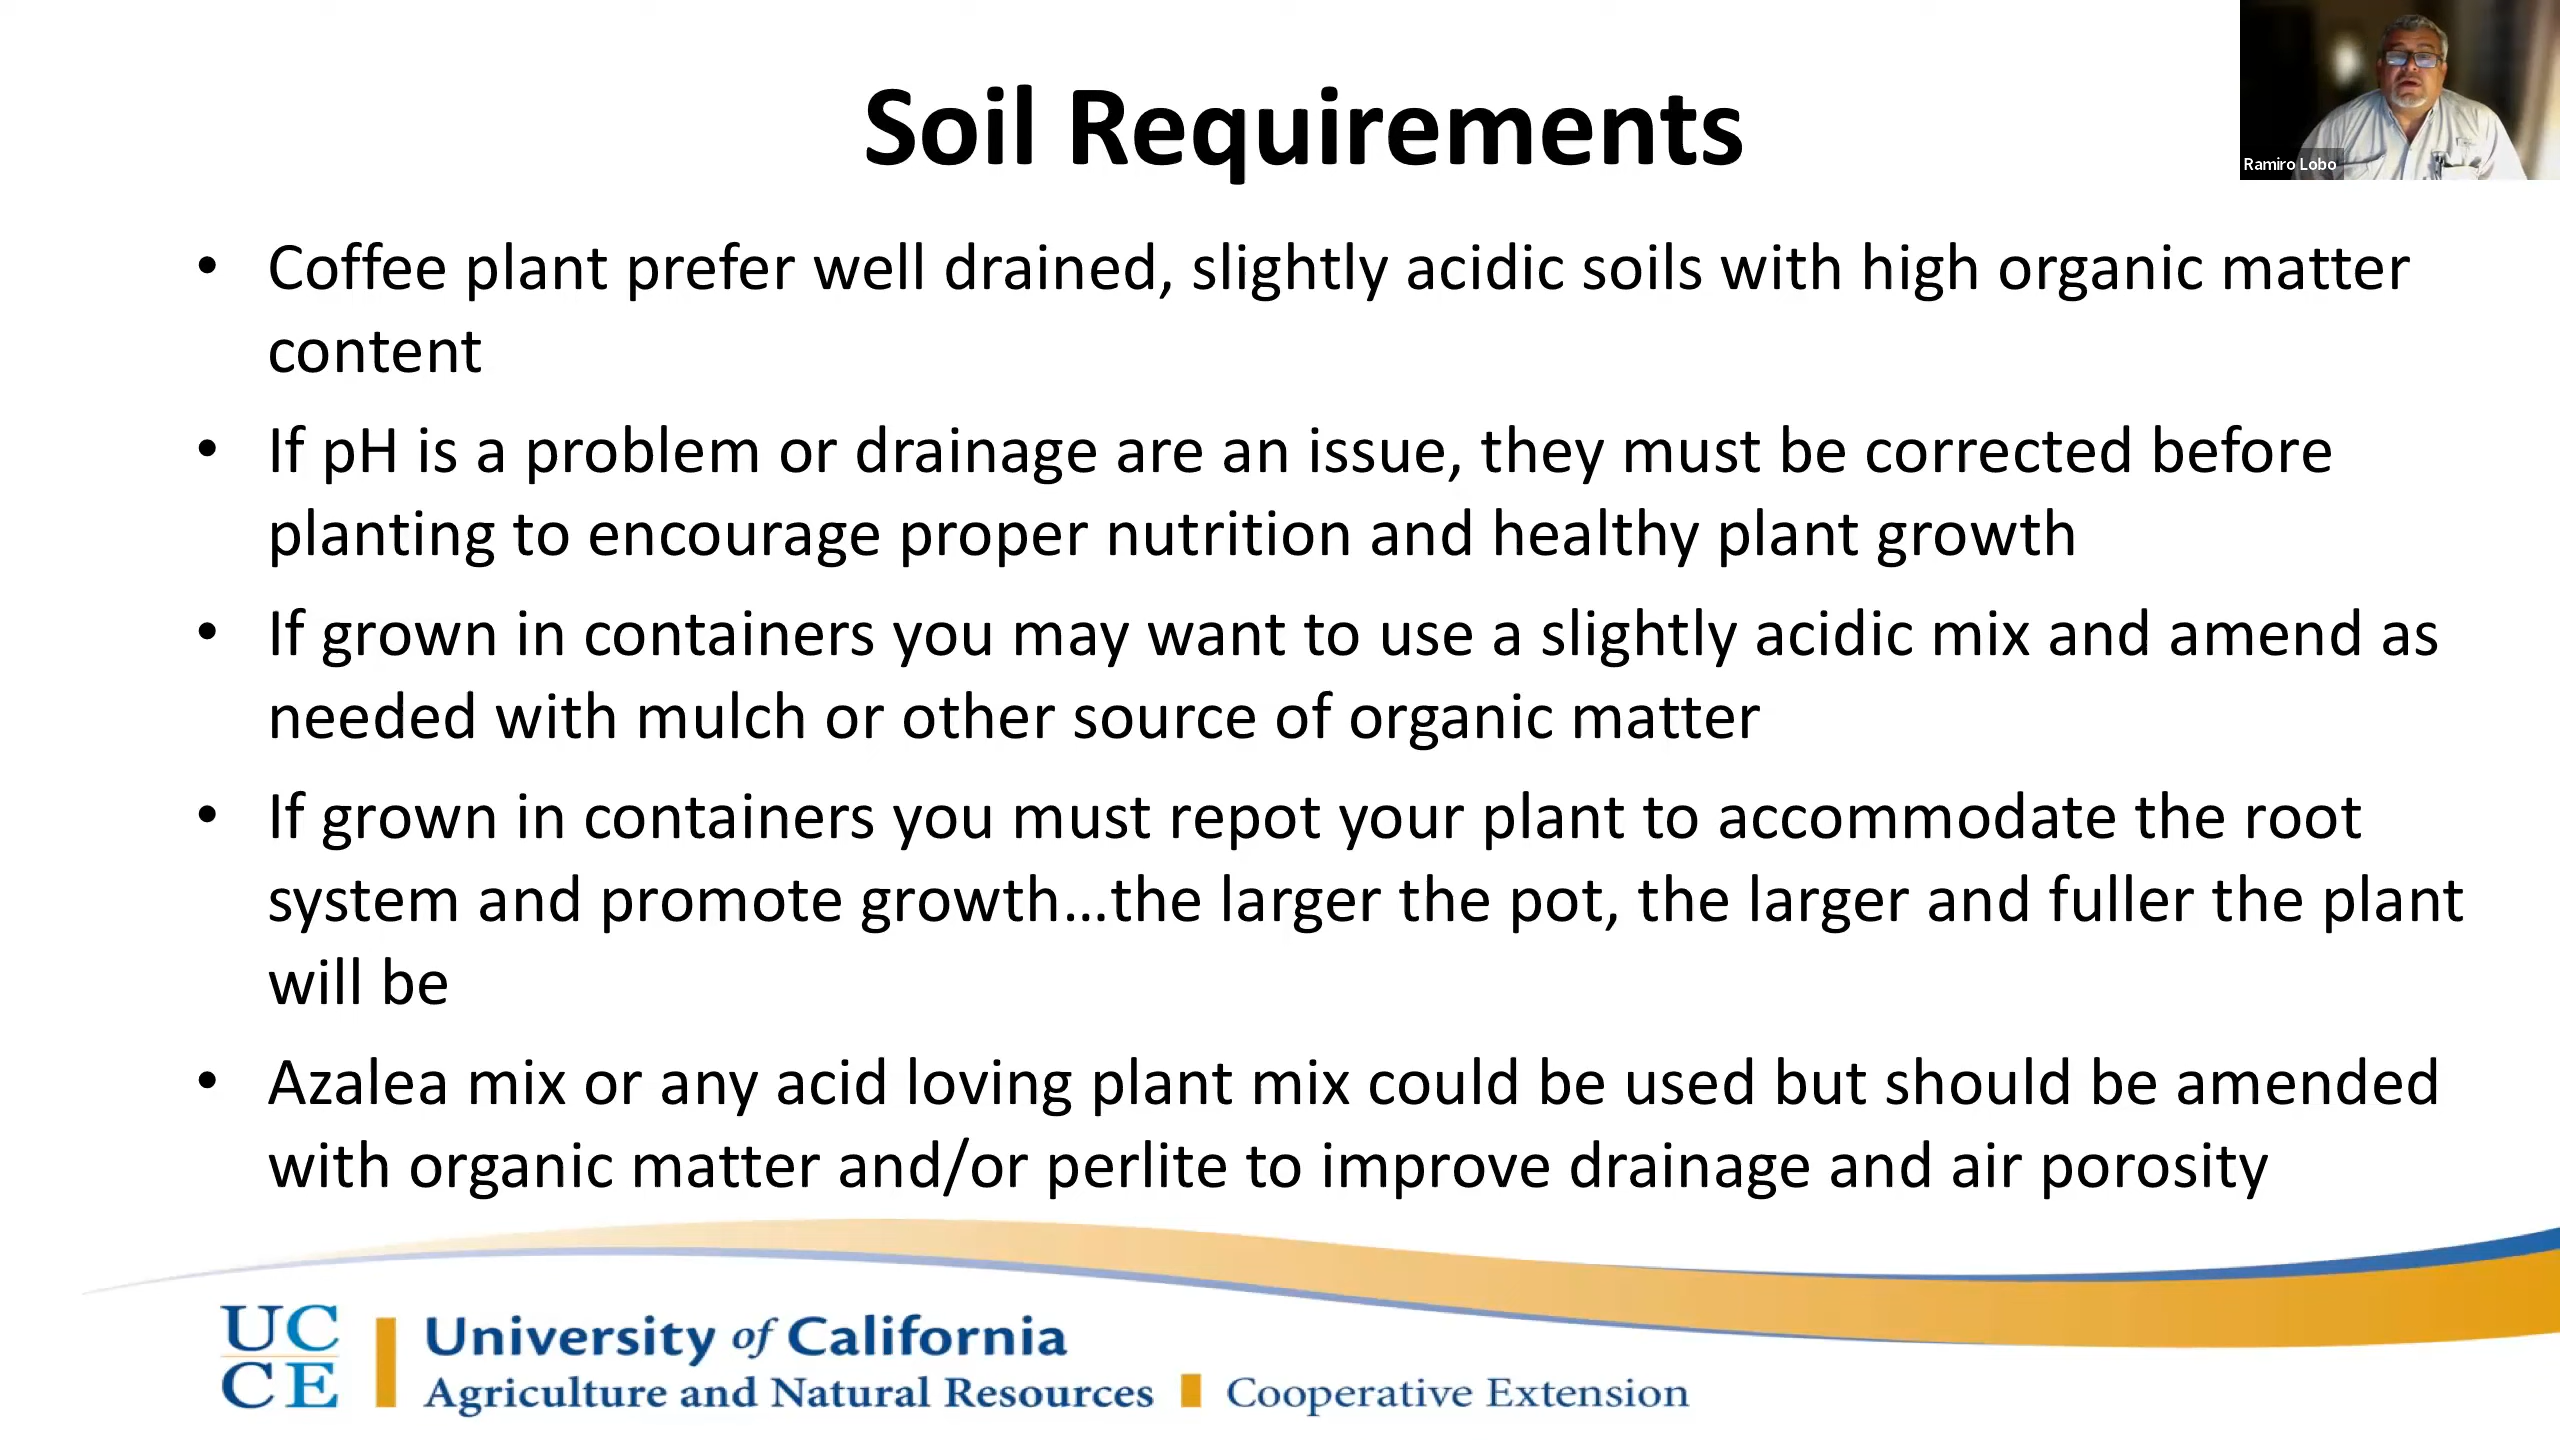 Soil Requirements
Ramiro Lobo
• Coffee plant prefer well drained, slightly acidic soils with high organic matter
content
• If pH is a problem or drainage are an issue, they must be corrected before
planting to encourage proper nutrition and healthy plant growth
• If grown in containers you may want to use a slightly acidic mix and amend as
needed with mulch or other source of organic matter
• If grown in containers you must repot your plant to accommodate the root
system and promote growth…the larger the pot, the larger and fuller the plant
will be
• Azalea mix or any acid loving plant mix could be used but should be amended
with organic matter and/or perlite to improve drainage and air porosity
UC
CE
University of California
Agriculture and Natural Resources Cooperative Extension